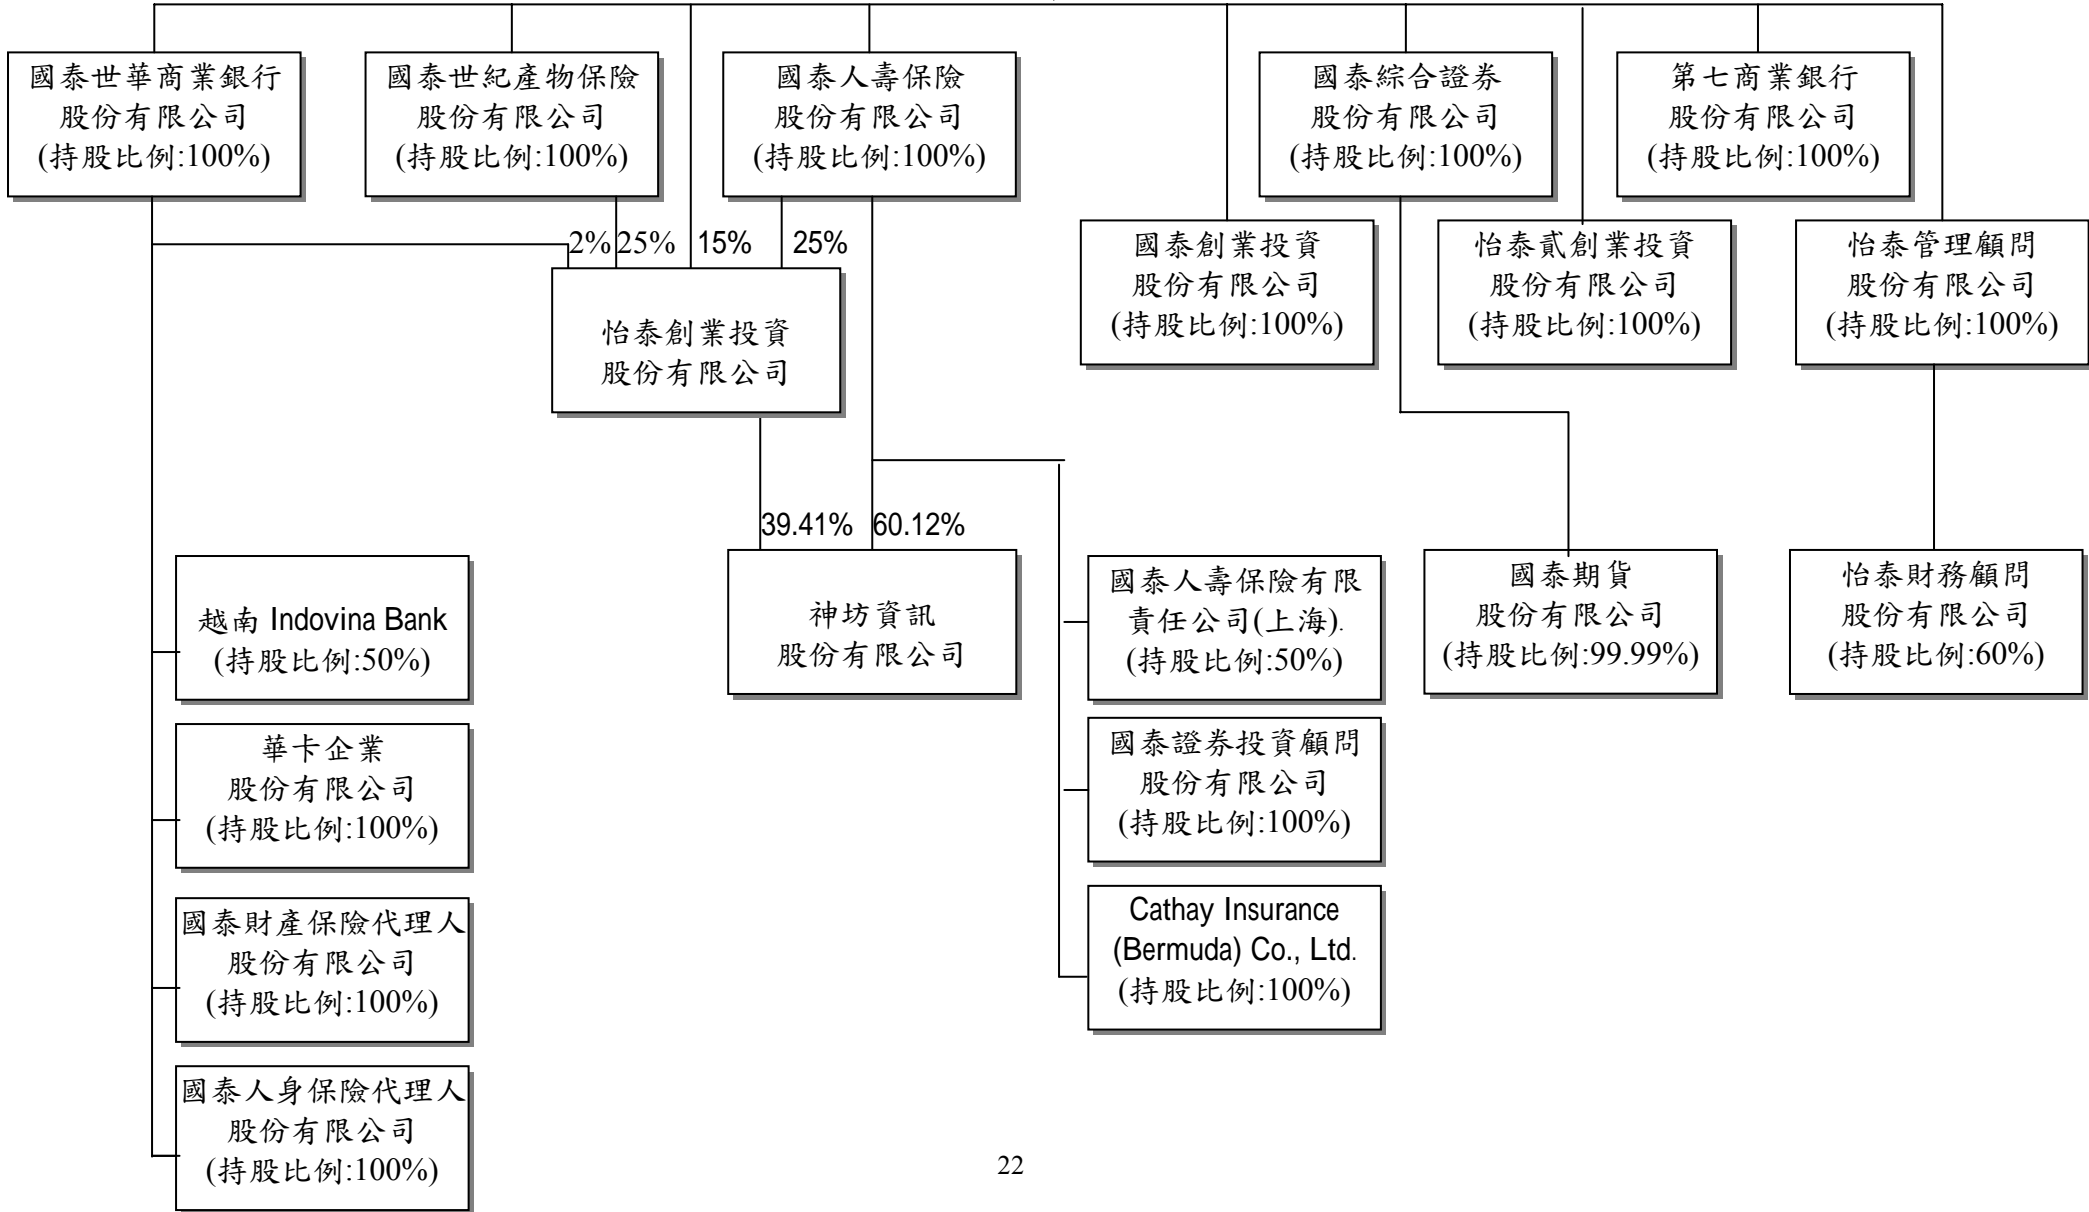 國泰世華商業銀行
股份有限公司
(持股比例:100%)
國泰世紀產物保險
股份有限公司
(持股比例:100%)
國泰人壽保險
股份有限公司
(持股比例:100%)
國泰綜合證券
股份有限公司
(持股比例:100%)
第七商業銀行
股份有限公司
(持股比例:100%)
2%
25%
15%
25%
國泰創業投資
股份有限公司
(持股比例:100%)
怡泰貳創業投資
股份有限公司
(持股比例:100%)
怡泰管理顧問
股份有限公司
(持股比例:100%)
怡泰創業投資
股份有限公司
39.41%
60.12%
越南 Indovina Bank
(持股比例:50%)
神坊資訊
股份有限公司
國泰人壽保險有限
責任公司(上海).
(持股比例:50%)
國泰期貨
股份有限公司
(持股比例:99.99%)
怡泰財務顧問
股份有限公司
(持股比例:60%)
華卡企業
股份有限公司
(持股比例:100%)
國泰證券投資顧問
股份有限公司
(持股比例:100%)
國泰財產保險代理人
股份有限公司
(持股比例:100%)
Cathay Insurance
(Bermuda) Co., Ltd.
(持股比例:100%)
國泰人身保險代理人
股份有限公司
(持股比例:100%)
22